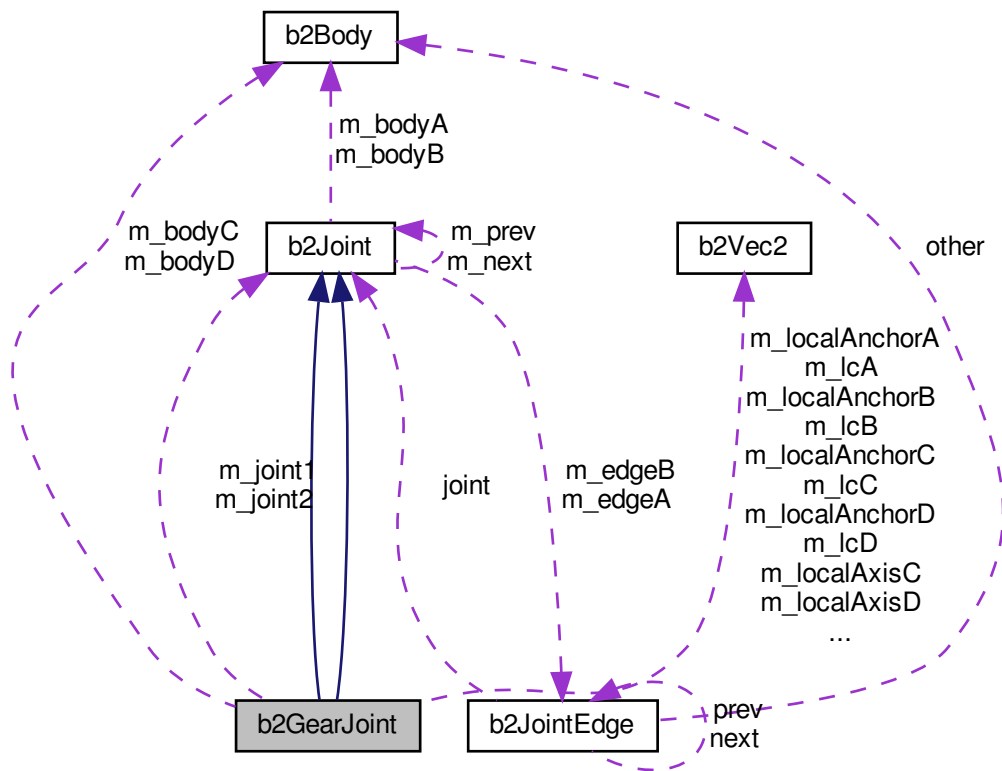 b2Body
m_bodyA
m_bodyB
m_bodyC
m_bodyD
b2Joint
m_prev
m_next
b2Vec2
other
m_localAnchorA
m_lcA
m_localAnchorB
m_lcB
m_localAnchorC
m_lcC
m_localAnchorD
m_lcD
m_localAxisC
m_localAxisD
...
m_joint1
m_joint2
joint
m_edgeB
m_edgeA
b2GearJoint
b2JointEdge
prev
next